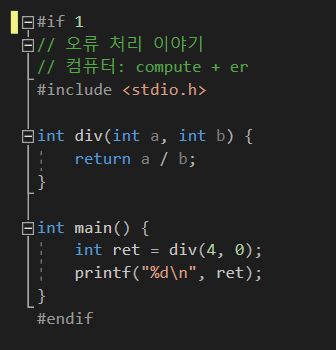 #if 1
// 오류 처리 이야기
// 컴퓨터: compute + er
#include <stdio.h>
int div(int a, int b) {
return a / b;
}
int main() {
int ret = div(4, 0);
printf("%d\n", ret);
}
#endif